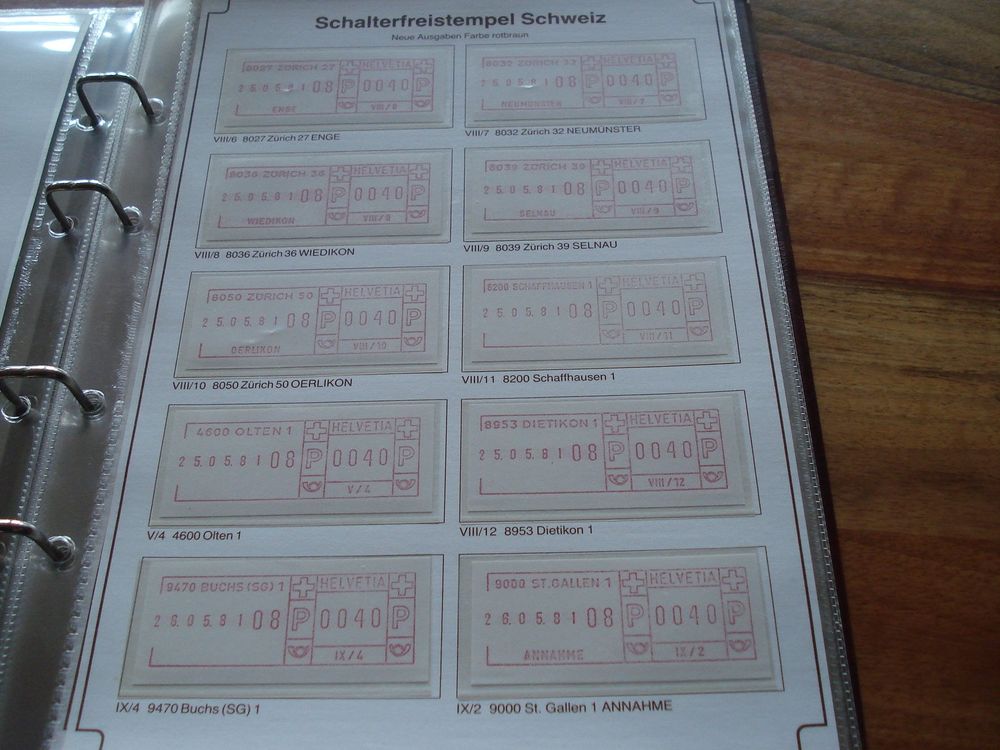 Schalterfreistempel Schweiz
Neue Ausgaben Farbe rotbraun
8027 ZÜRICH 27 HELVETIA
25.05.81 08 P 0040 P
ENGE VIII/6
VIII/6 8027 Zürich 27 ENGE
8032 ZÜRICH 32 HELVETIA
25.05.81 08 P 0040 P
NEUMÜNSTER VIII/7
VIII/7 8032 Zürich 32 NEUMÜNSTER
8036 ZÜRICH 36 HELVETIA
25.05.81 08 P 0040 P
WIEDIKON VIII/8
VIII/8 8036 Zürich 36 WIEDIKON
8039 ZÜRICH 39 HELVETIA
25.05.81 08 P 0040 P
SELNAU VIII/9
VIII/9 8039 Zürich 39 SELNAU
8050 ZÜRICH 50 HELVETIA
25.05.81 08 P 0040 P
OERLIKON VIII/10
VIII/10 8050 Zürich 50 OERLIKON
8200 SCHAFFHAUSEN 1 HELVETIA
25.05.81 08 P 0040 P
VIII/11
VIII/11 8200 Schaffhausen 1
4600 OLTEN 1 HELVETIA
25.05.81 08 P 0040 P
V/4
V/4 4600 Olten 1
8953 DIETIKON 1 HELVETIA
25.05.81 08 P 0040 P
VIII/12
VIII/12 8953 Dietikon 1
9470 BUCHS (SG) 1 HELVETIA
26.05.81 08 P 0040 P
IX/4
IX/4 9470 Buchs (SG) 1
9000 ST. GALLEN 1 HELVETIA
26.05.81 08 P 0040 P
ANNAHME IX/2
IX/2 9000 St. Gallen 1 ANNAHME